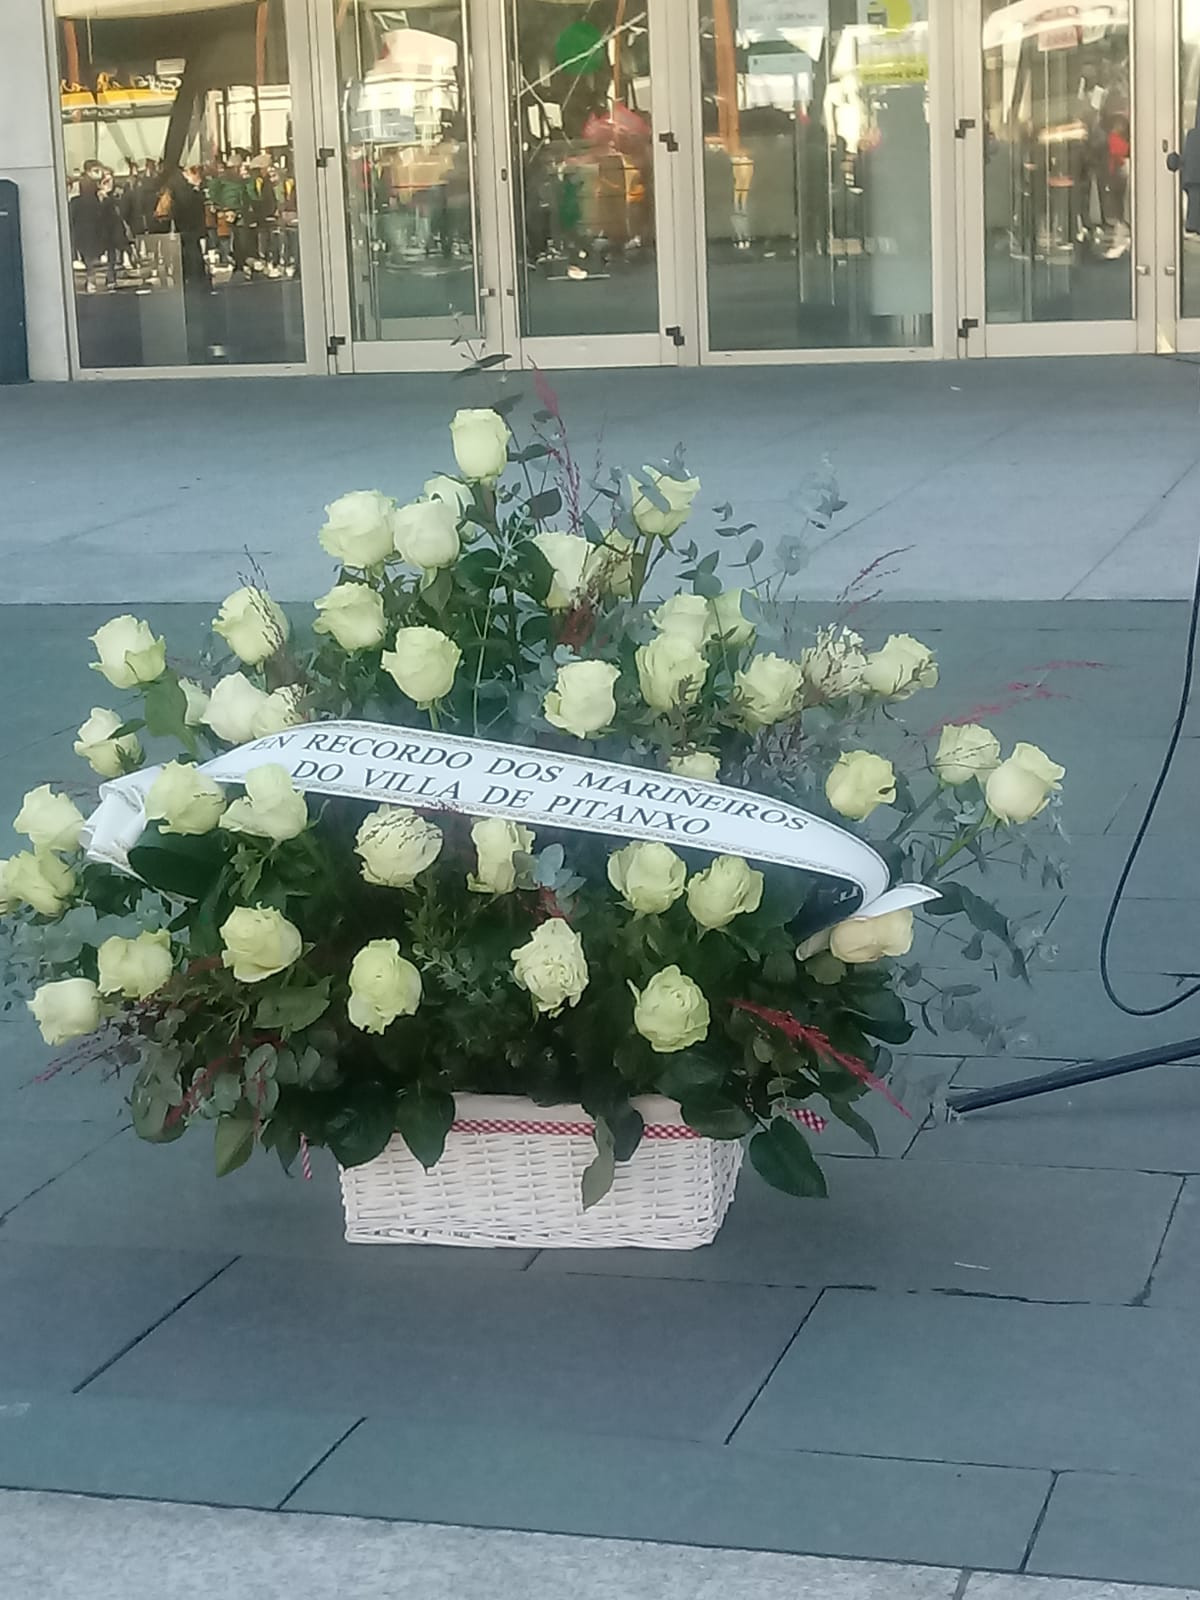 EN RECORDO DOS MARIÑEIROS
DO VILLA DE PITANXO